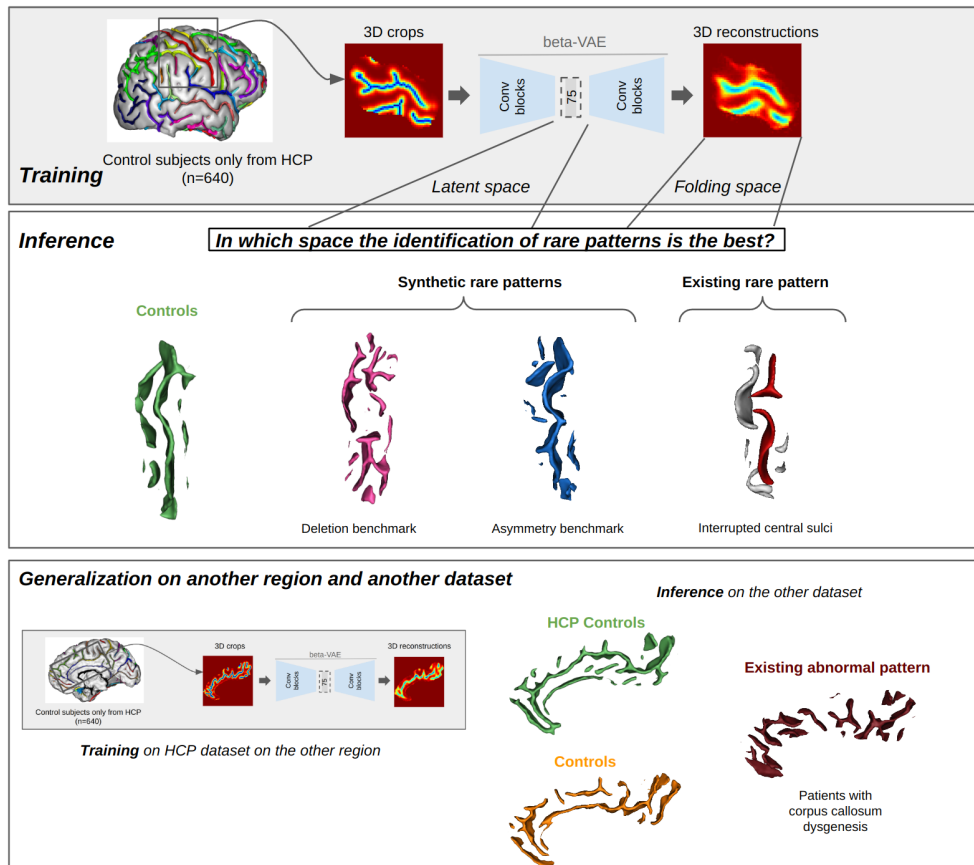 beta-VAE
3D crops
3D reconstructions
Conv
blocks
75
Conv
blocks
Control subjects only from HCP
(n=640)
Training
Latent space
Folding space
Inference
In which space the identification of rare patterns is the best?
Synthetic rare patterns
Existing rare pattern
Controls
Deletion benchmark
Asymmetry benchmark
Interrupted central sulci
Generalization on another region and another dataset
Inference on the other dataset
3D crops
beta-VAE
3D reconstructions
Conv
blocks
75
Conv
blocks
Control subjects only from HCP
(n=640)
Training on HCP dataset on the other region
HCP Controls
Existing abnormal pattern
Controls
Patients with
corpus callosum
dysgenesis